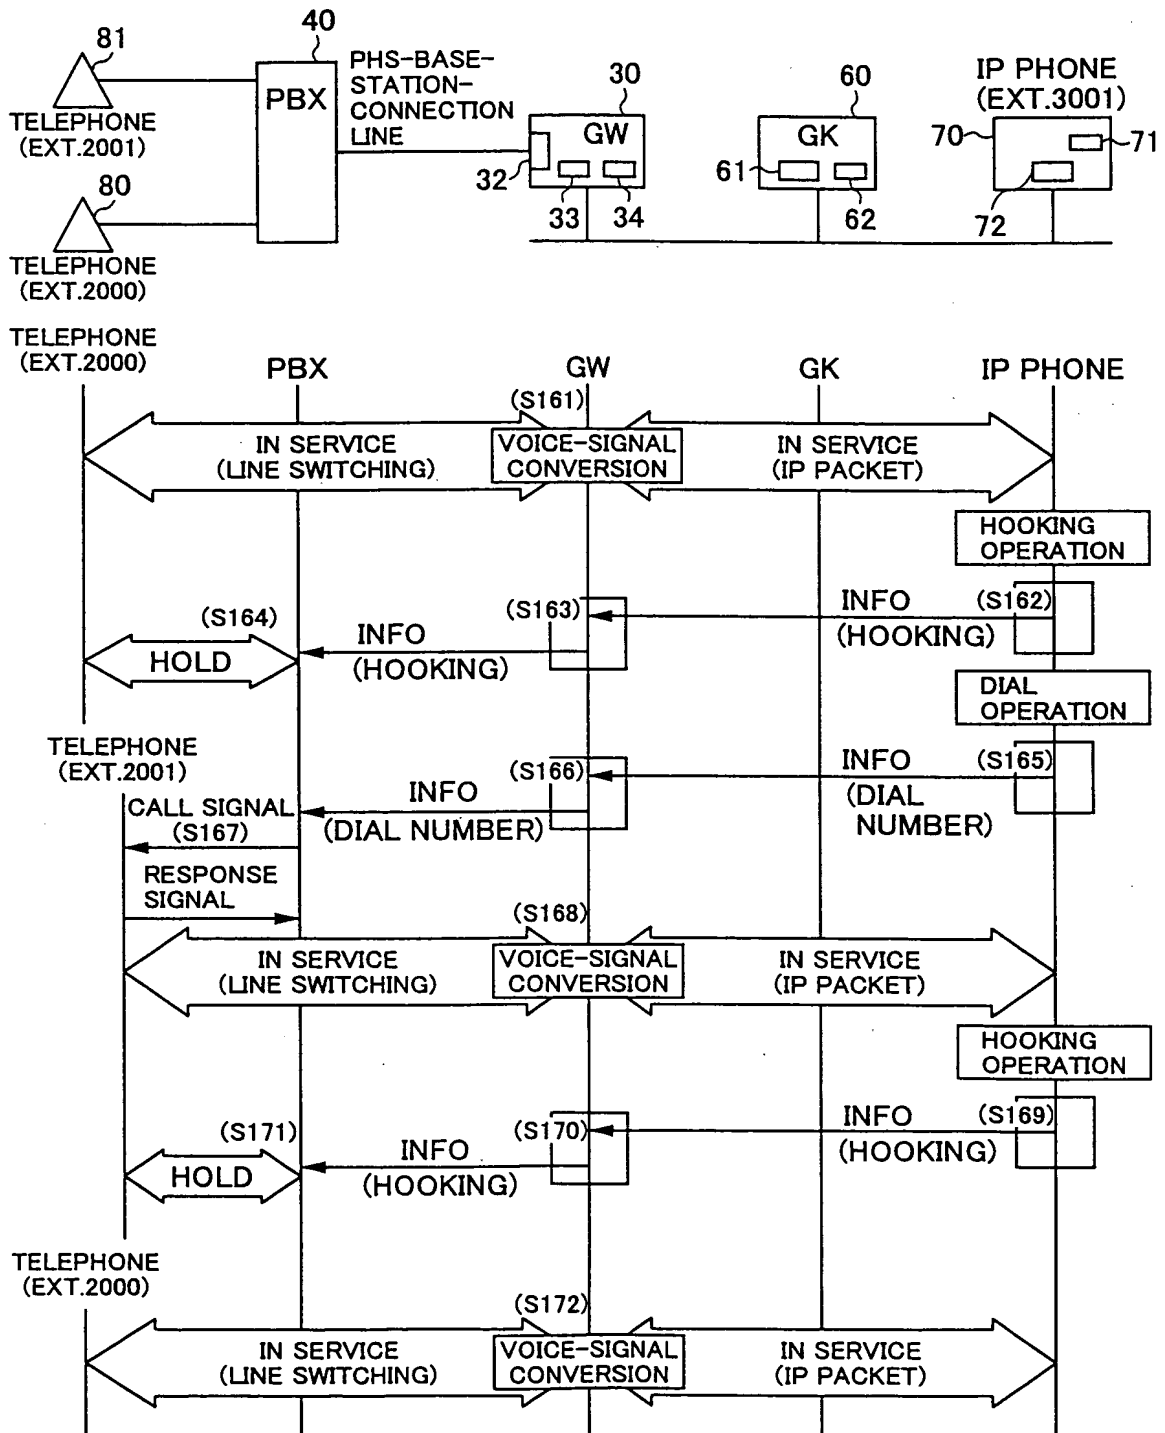 81
40
PHS-BASE-
STATION-
CONNECTION
LINE
PBX
30
GW
60
GK
IP PHONE
(EXT.3001)
70
71
TELEPHONE
(EXT.2001)
32
33
34
61
62
72
80
TELEPHONE
(EXT.2000)
TELEPHONE
(EXT.2000)
PBX
GW
GK
IP PHONE
(S161)
IN SERVICE
(LINE SWITCHING)
VOICE-SIGNAL
CONVERSION
IN SERVICE
(IP PACKET)
HOOKING
OPERATION
(S162)
INFO
(HOOKING)
(S163)
INFO
(HOOKING)
(S164)
HOLD
DIAL
OPERATION
TELEPHONE
(EXT.2001)
(S165)
INFO
(DIAL
NUMBER)
(S166)
INFO
(DIAL NUMBER)
CALL SIGNAL
(S167)
RESPONSE
SIGNAL
(S168)
IN SERVICE
(LINE SWITCHING)
VOICE-SIGNAL
CONVERSION
IN SERVICE
(IP PACKET)
HOOKING
OPERATION
(S169)
INFO
(HOOKING)
(S170)
INFO
(HOOKING)
(S171)
HOLD
TELEPHONE
(EXT.2000)
(S172)
IN SERVICE
(LINE SWITCHING)
VOICE-SIGNAL
CONVERSION
IN SERVICE
(IP PACKET)